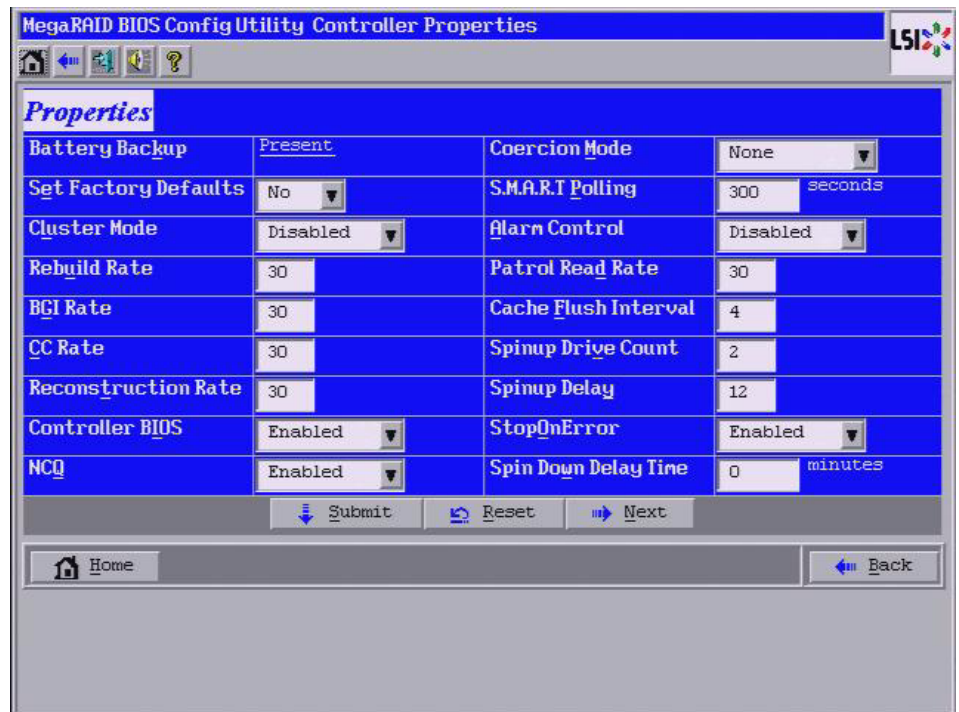 MegaRAID BIOS Config Utility Controller Properties
LSI
?
Properties
Battery Backup Present Coercion Mode None
Set Factory Defaults No S.M.A.R.T Polling 300 seconds
Cluster Mode Disabled Alarm Control Disabled
Rebuild Rate 30 Patrol Read Rate 30
BGI Rate 30 Cache Flush Interval 4
CC Rate 30 Spinup Drive Count 2
Reconstruction Rate 30 Spinup Delay 12
Controller BIOS Enabled StopOnError Enabled
NCQ Enabled Spin Down Delay Time 0 minutes
Submit Reset Next
Home Back